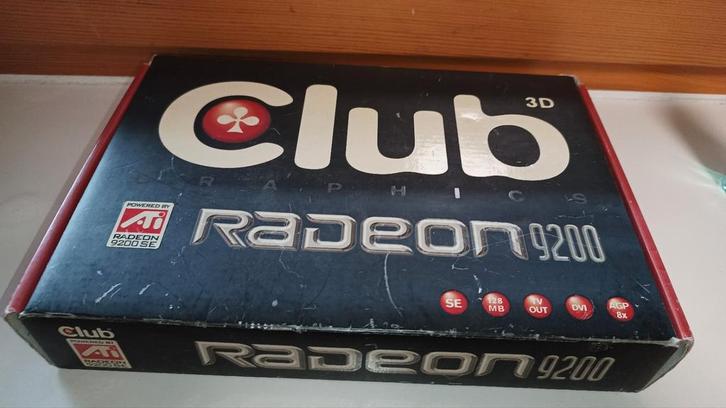 Club 3D
GRAPHICS
POWERED BY
ATi
RADEON
9200 SE
RADEON 9200
SE
128 MB
TV OUT
DVI
AGP 8x
Club
POWERED BY
ATi
RADEON
RADEON 9200